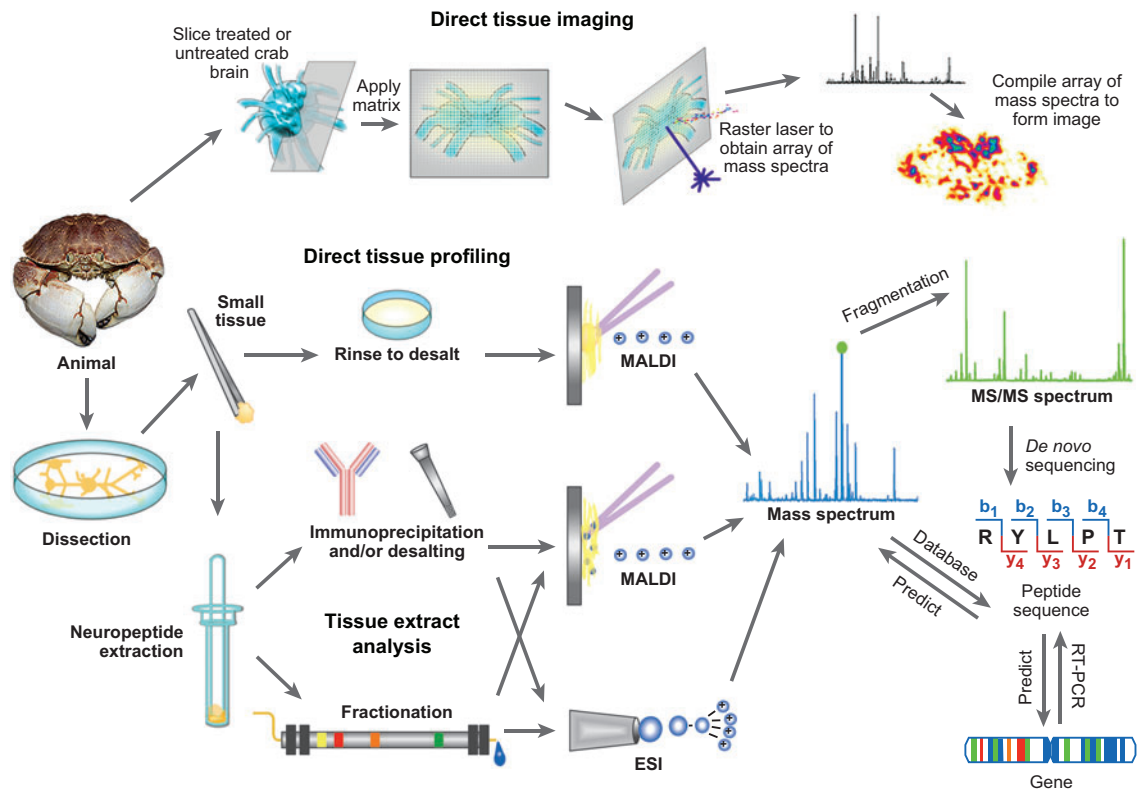 Direct tissue imaging
Slice treated or
untreated crab
brain
Apply
matrix
Raster laser to
obtain array of
mass spectra
Compile array of
mass spectra to
form image
Animal
Direct tissue profiling
Small
tissue
Rinse to desalt
MALDI
Fragmentation
MS/MS spectrum
De novo
sequencing
Dissection
Immunoprecipitation
and/or desalting
MALDI
Mass spectrum
b1 b2 b3 b4
R Y L P T
y4 y3 y2 y1
Database
Predict
Peptide
sequence
Neuropeptide
extraction
Tissue extract
analysis
Fractionation
ESI
Predict
RT-PCR
Gene
+ + + +
+ + + +
+
+
+
+